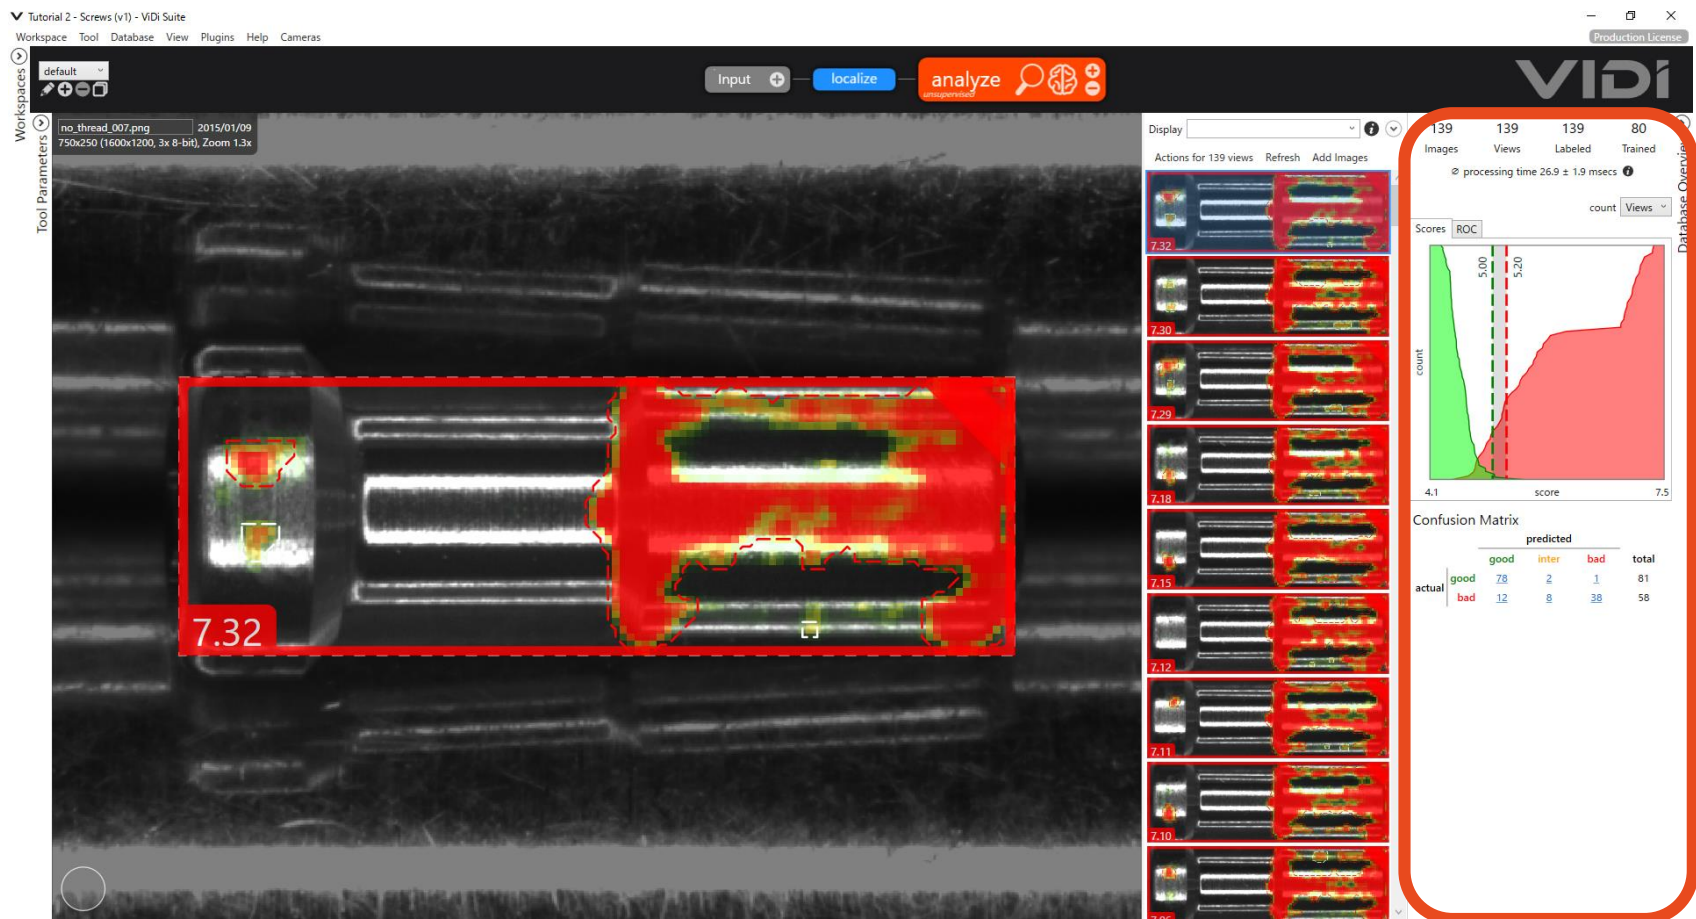 Tutorial 2 - Screws (v1) - ViDi Suite
Workspace Tool Database View Plugins Help Cameras
Production License
Workspaces
default
Input
localize
analyze
unsupervised
VIDI
Tool Parameters
no_thread_007.png 2015/01/09
750x250 (1600x1200, 3x 8-bit), Zoom 1.3x
7.32
Display
Actions for 139 views Refresh Add Images
7.32
7.30
7.29
7.18
7.15
7.12
7.11
7.10
139 139 139 80
Images Views Labeled Trained
Database Overview
⌀ processing time 26.9 ± 1.9 msecs
count Views
Scores ROC
5.00
5.20
count
4.1 score 7.5
Confusion Matrix
predicted
good inter bad total
actual
good 78 2 1 81
bad 12 8 38 58